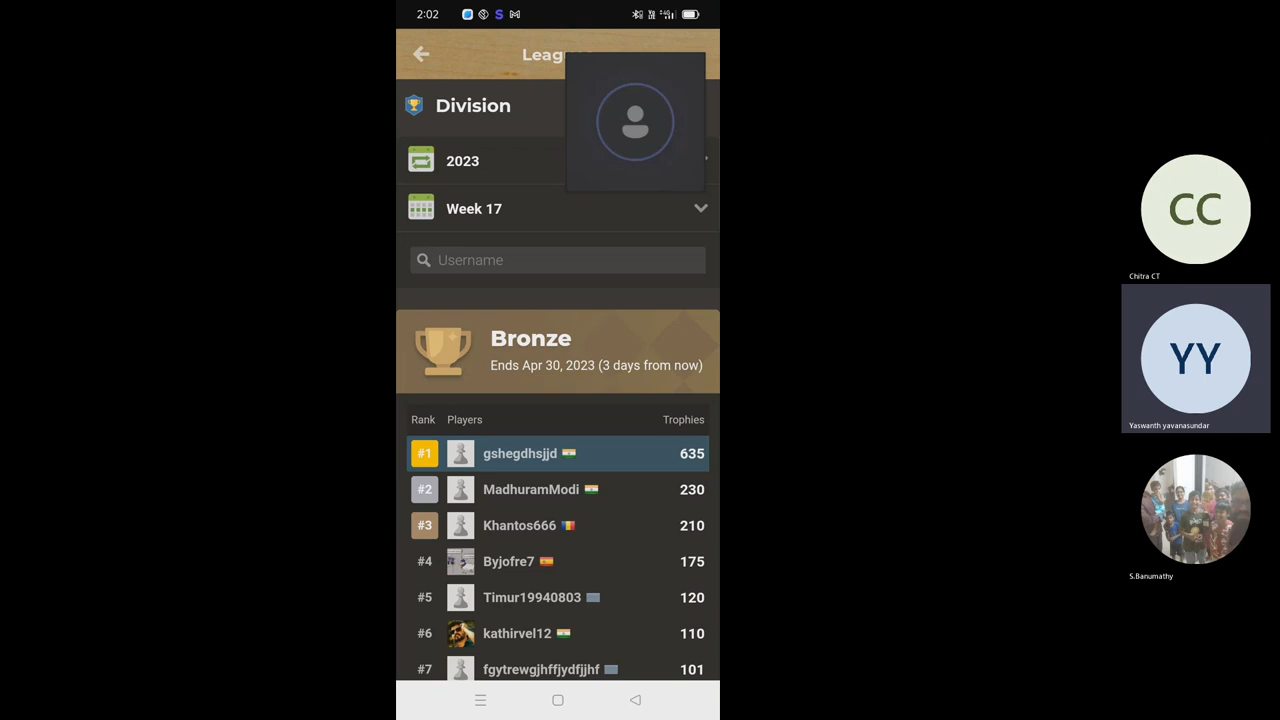 2:02
Leag
Division
2023
Week 17
Username
Bronze
Ends Apr 30, 2023 (3 days from now)
Rank Players Trophies
#1 gshegdhsjjd 635
#2 MadhuramModi 230
#3 Khantos666 210
#4 Byjofre7 175
#5 Timur19940803 120
#6 kathirvel12 110
#7 fgytrewgjhffjydfjjhf 101
CC
Chitra CT
YY
Yaswanth yavanasundar
S.Banumathy